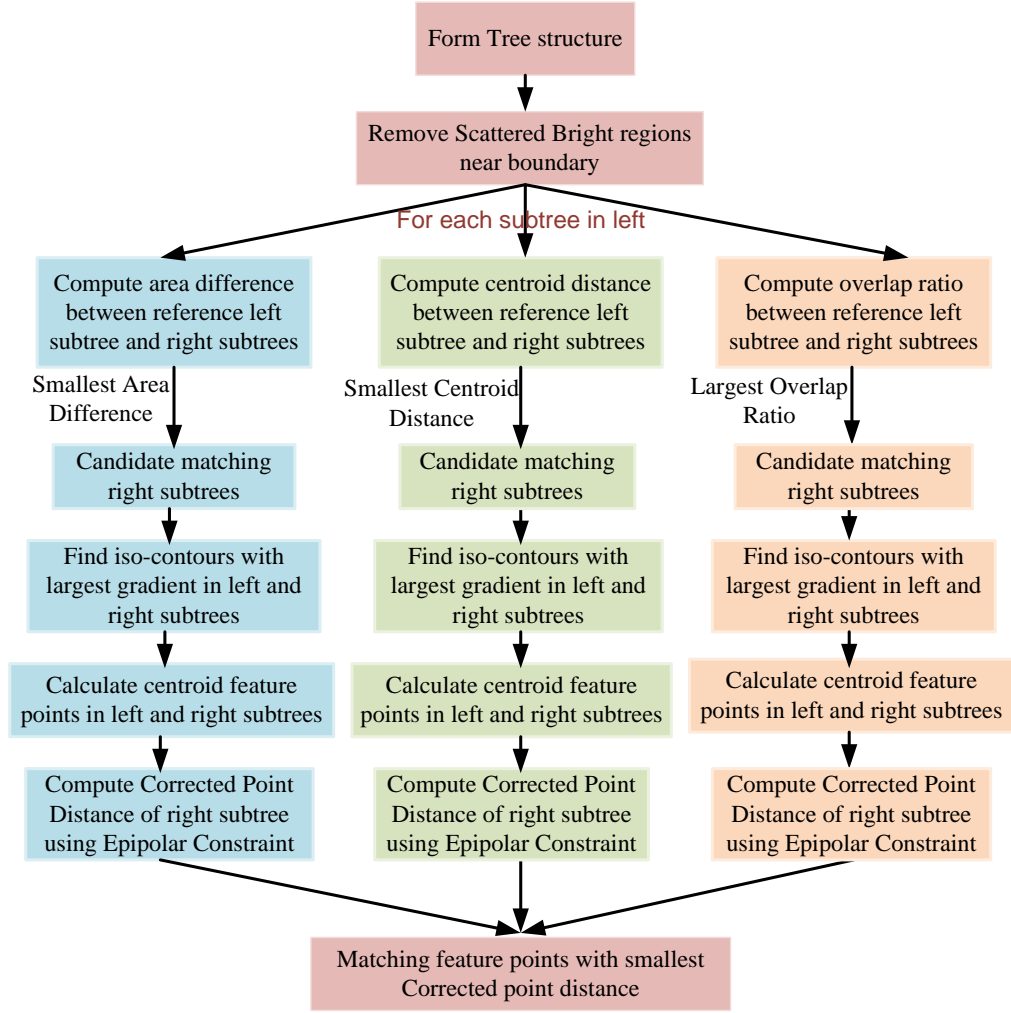 Form Tree structure
Remove Scattered Bright regions
near boundary
For each subtree in left
Compute area difference
between reference left
subtree and right subtrees
Smallest Area
Difference
Candidate matching
right subtrees
Find iso-contours with
largest gradient in left and
right subtrees
Calculate centroid feature
points in left and right subtrees
Compute Corrected Point
Distance of right subtree
using Epipolar Constraint
Compute centroid distance
between reference left
subtree and right subtrees
Smallest Centroid
Distance
Candidate matching
right subtrees
Find iso-contours with
largest gradient in left and
right subtrees
Calculate centroid feature
points in left and right subtrees
Compute Corrected Point
Distance of right subtree
using Epipolar Constraint
Compute overlap ratio
between reference left
subtree and right subtrees
Largest Overlap
Ratio
Candidate matching
right subtrees
Find iso-contours with
largest gradient in left and
right subtrees
Calculate centroid feature
points in left and right subtrees
Compute Corrected Point
Distance of right subtree
using Epipolar Constraint
Matching feature points with smallest
Corrected point distance